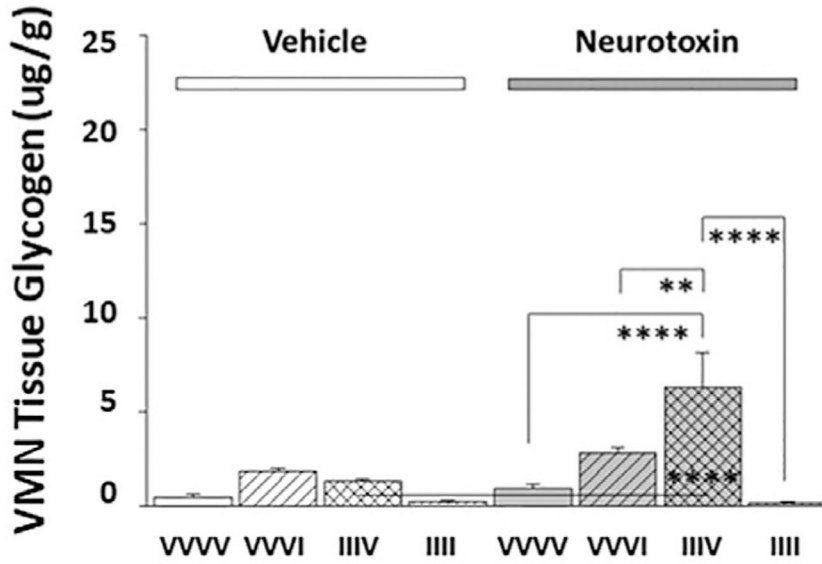 VMN Tissue Glycogen (ug/g)
25
20
15
10
5
0
Vehicle
Neurotoxin
****
**
****
****
VVVV VVVI IIIV IIII VVVV VVVI IIIV IIII